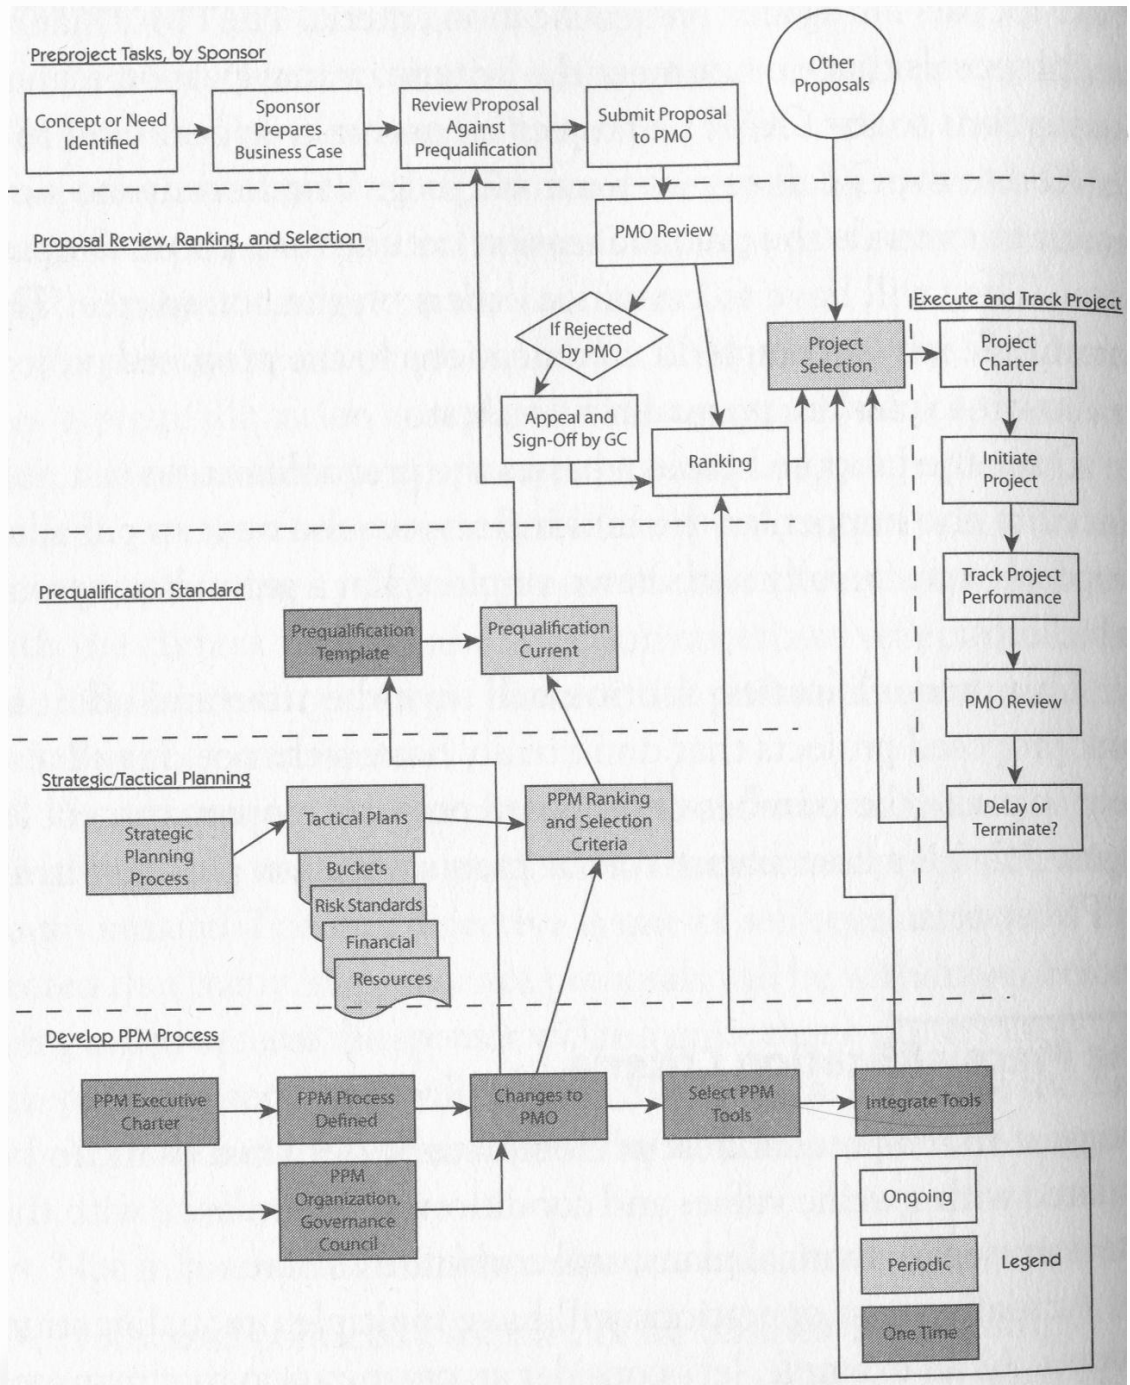 Preproject Tasks, by Sponsor
Concept or Need
Identified
Sponsor
Prepares
Business Case
Review Proposal
Against
Prequalification
Submit Proposal
to PMO
Other
Proposals
Proposal Review, Ranking, and Selection
PMO Review
If Rejected
by PMO
Appeal and
Sign-Off by GC
Ranking
Project
Selection
Execute and Track Project
Project
Charter
Initiate
Project
Track Project
Performance
PMO Review
Delay or
Terminate?
Prequalification Standard
Prequalification
Template
Prequalification
Current
Strategic/Tactical Planning
Strategic
Planning
Process
Tactical Plans
Buckets
Risk Standards
Financial
Resources
PPM Ranking
and Selection
Criteria
Develop PPM Process
PPM Executive
Charter
PPM Process
Defined
PPM
Organization,
Governance
Council
Changes to
PMO
Select PPM
Tools
Integrate Tools
Ongoing
Periodic
One Time
Legend